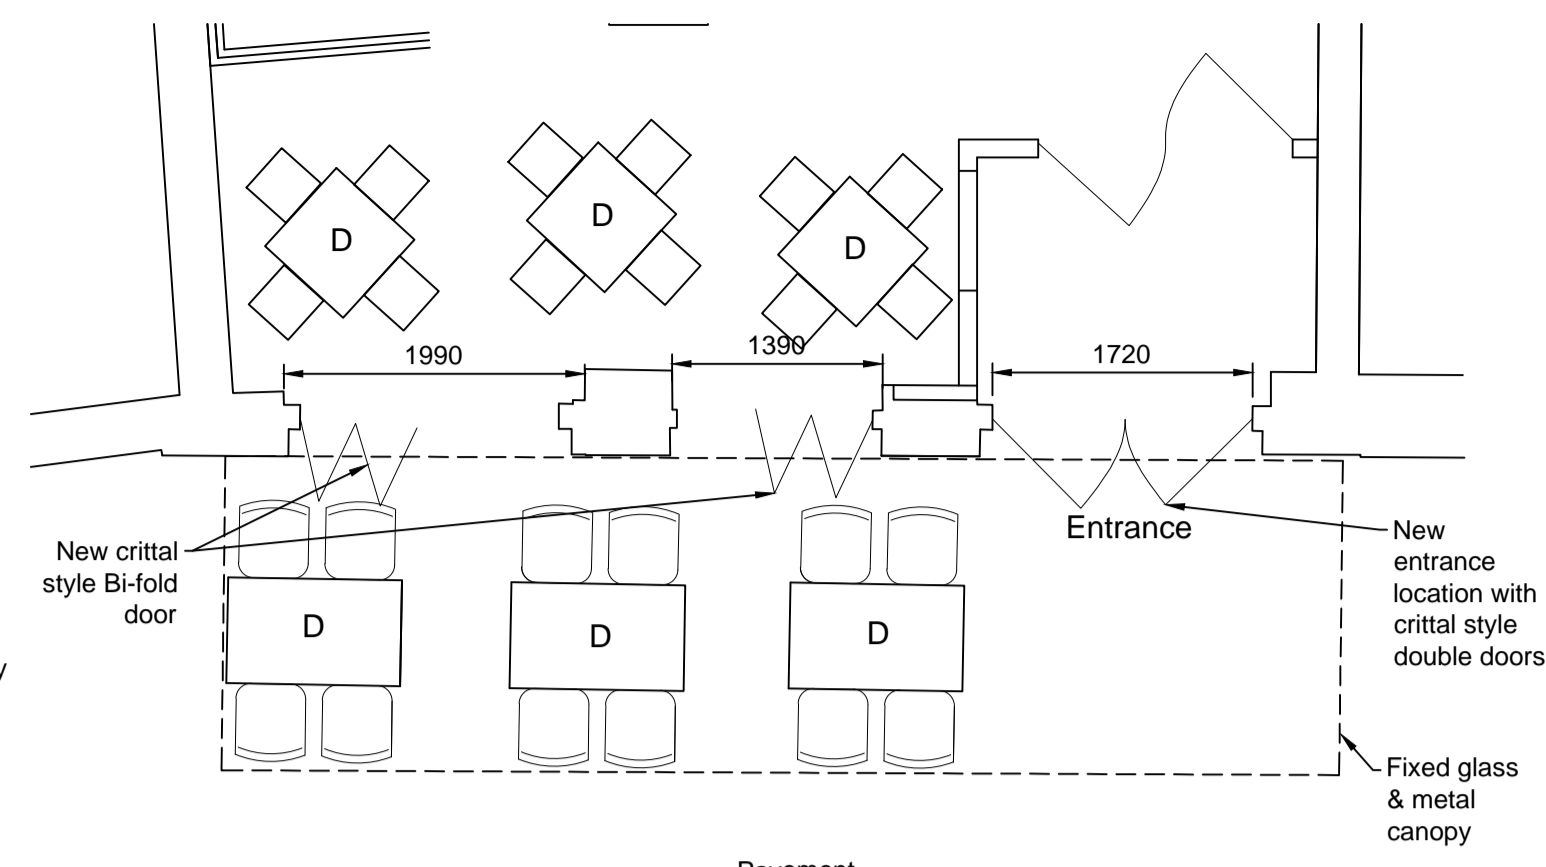 D
D
D
1990
1390
1720
Entrance
New crittal
style Bi-fold
door
New
entrance
location with
crittal style
double doors
D
D
D
Fixed glass
& metal
canopy
Pavement